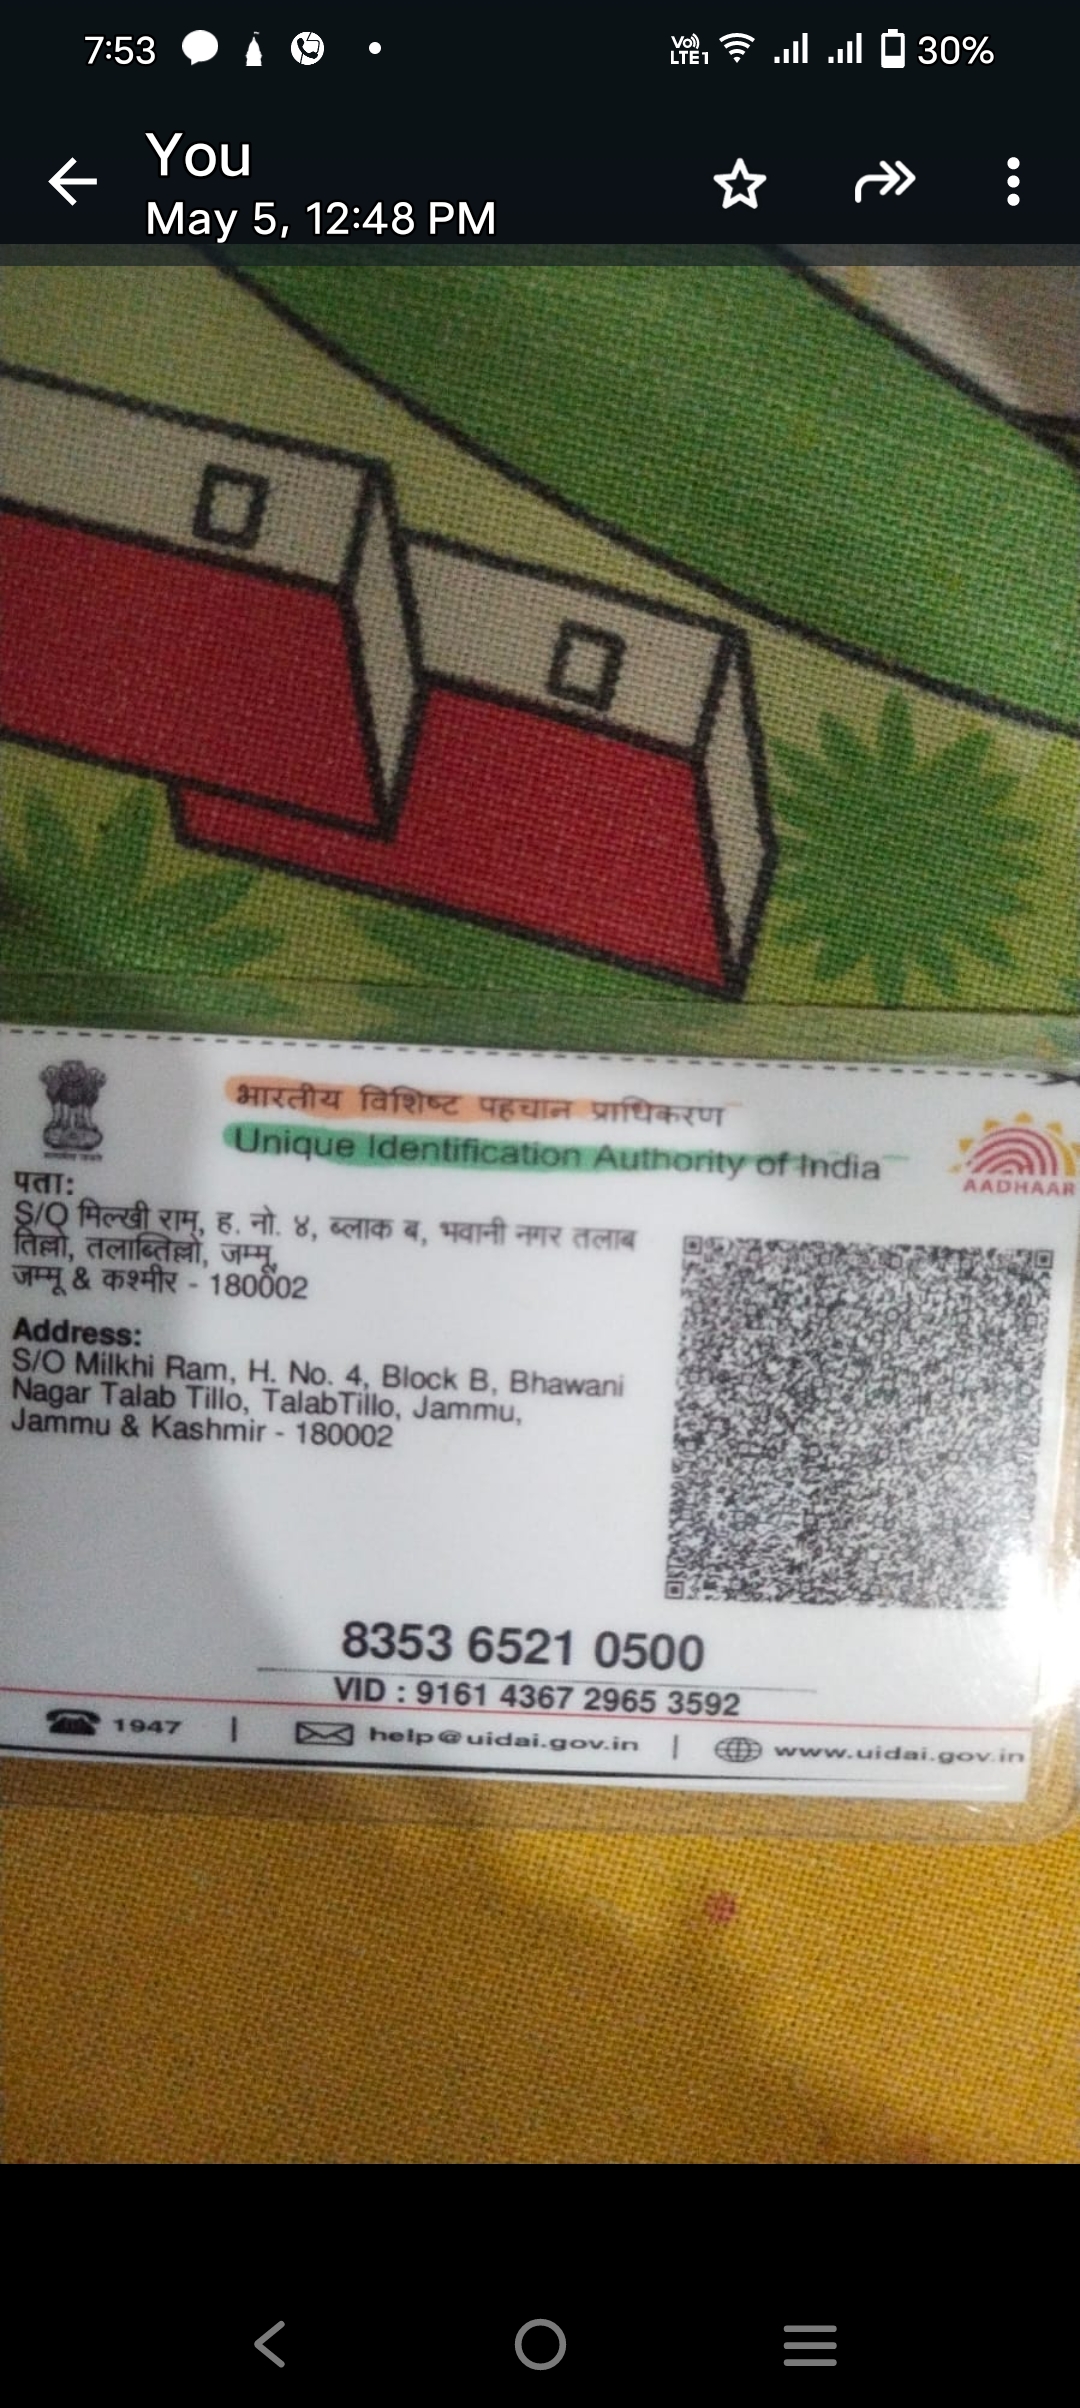 7:53
VoLTE1
30%
You
May 5, 12:48 PM
भारतीय विशिष्ट पहचान प्राधिकरण
Unique Identification Authority of India
AADHAAR
पता:
S/O मिल्खी राम, ह. नो. ४, ब्लाक ब, भवानी नगर तलाब
तिल्लो, तलाब्तिल्लो, जम्मू,
जम्मू & कश्मीर - 180002
Address:
S/O Milkhi Ram, H. No. 4, Block B, Bhawani
Nagar Talab Tillo, TalabTillo, Jammu,
Jammu & Kashmir - 180002
8353 6521 0500
VID : 9161 4367 2965 3592
1947 | help@uidai.gov.in | www.uidai.gov.in